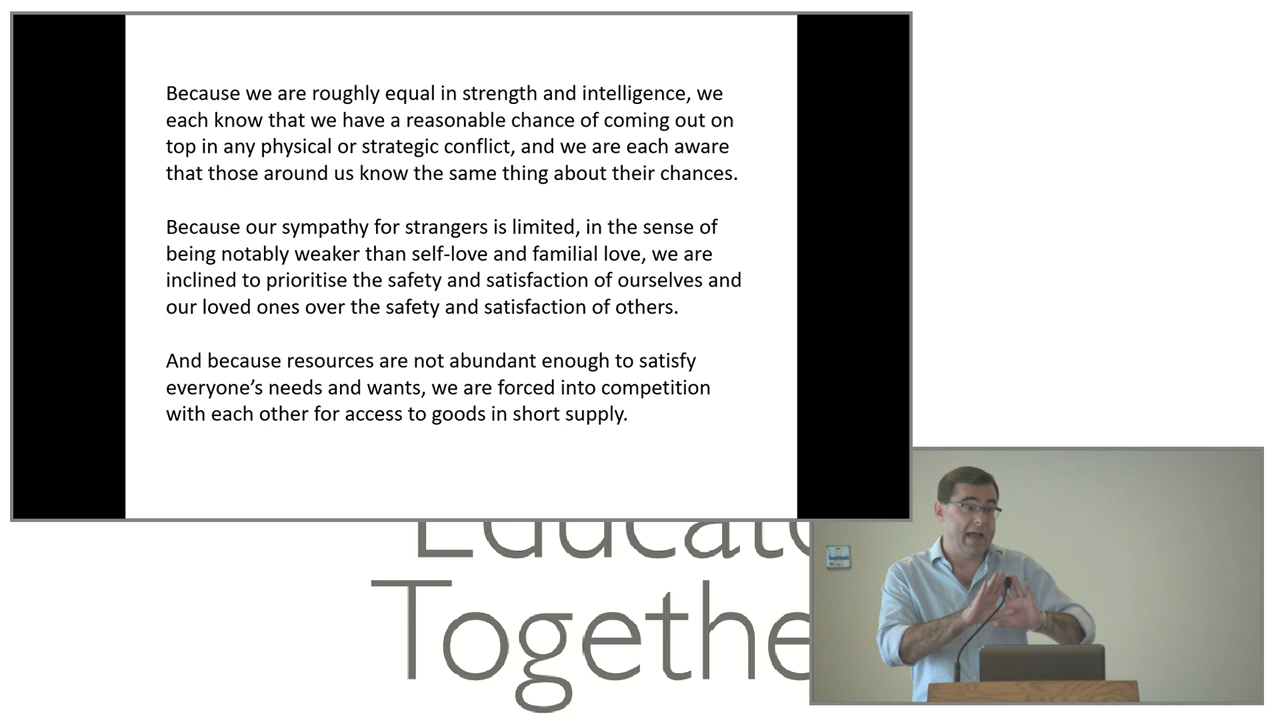 Because we are roughly equal in strength and intelligence, we
each know that we have a reasonable chance of coming out on
top in any physical or strategic conflict, and we are each aware
that those around us know the same thing about their chances.
Because our sympathy for strangers is limited, in the sense of
being notably weaker than self-love and familial love, we are
inclined to prioritise the safety and satisfaction of ourselves and
our loved ones over the safety and satisfaction of others.
And because resources are not abundant enough to satisfy
everyone's needs and wants, we are forced into competition
with each other for access to goods in short supply.
Educato
Togethe